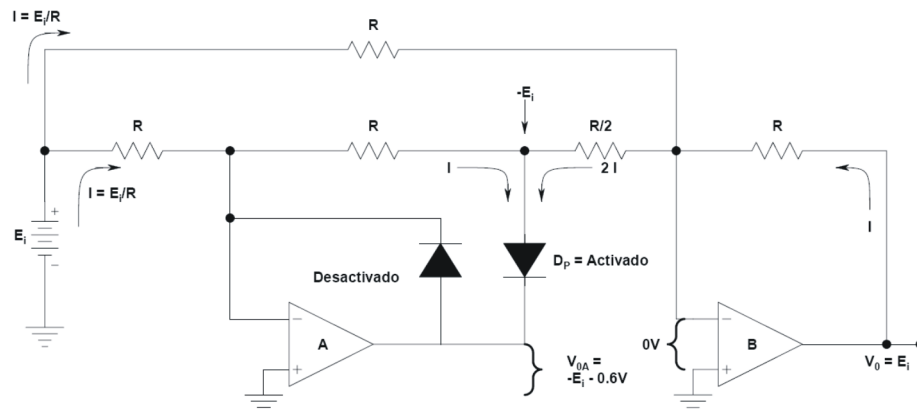 I = Ei/R
R
-Ei
R
R
R/2
R
I
2 I
I = Ei/R
I
+
Ei
-
Desactivado
DP = Activado
−
A
+
V0A =
-Ei - 0.6V
0V
−
B
+
V0 = Ei